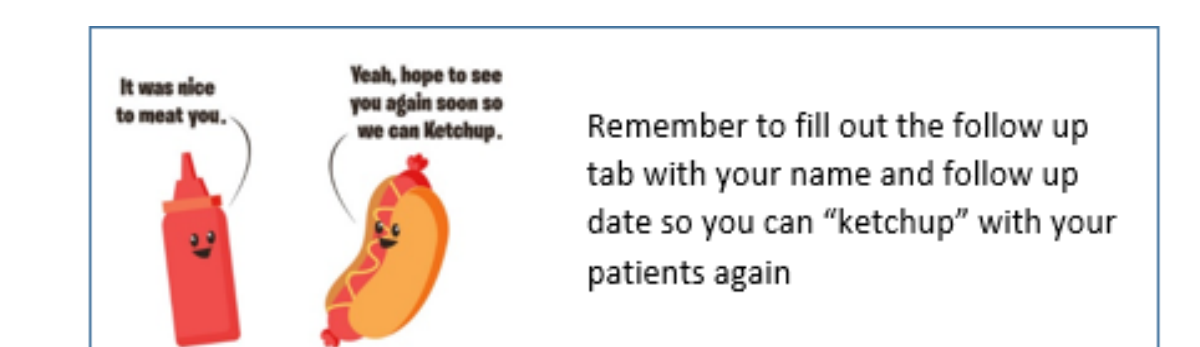 It was nice
to meat you.
Yeah, hope to see
you again soon so
we can Ketchup.
Remember to fill out the follow up
tab with your name and follow up
date so you can “ketchup” with your
patients again